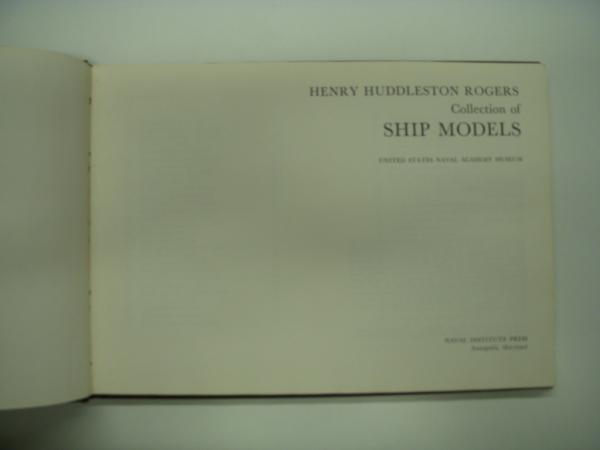 HENRY HUDDLESTON ROGERS
Collection of
SHIP MODELS
UNITED STATES NAVAL ACADEMY MUSEUM
NAVAL INSTITUTE PRESS
Annapolis, Maryland